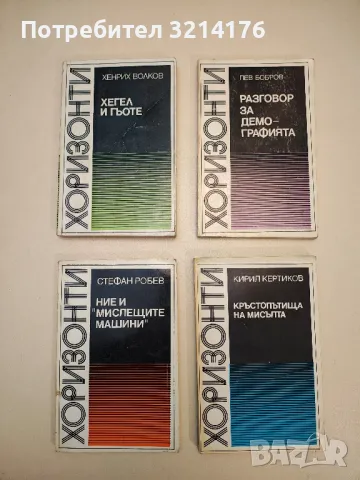 Потребител 3214176
ХОРИЗОНТИ
ХЕНРИХ ВОЛКОВ
ХЕГЕЛ
И ГЬОТЕ
ХОРИЗОНТИ
ЛЕВ БОБРОВ
РАЗГОВОР
ЗА
ДЕМО-
ГРАФИЯТА
ХОРИЗОНТИ
СТЕФАН РОБЕВ
НИЕ И
"МИСЛЕЩИТЕ
МАШИНИ"
ХОРИЗОНТИ
КИРИЛ КЕРТИКОВ
КРЪСТОПЪТИЩА
НА МИСЪЛТА
bazar